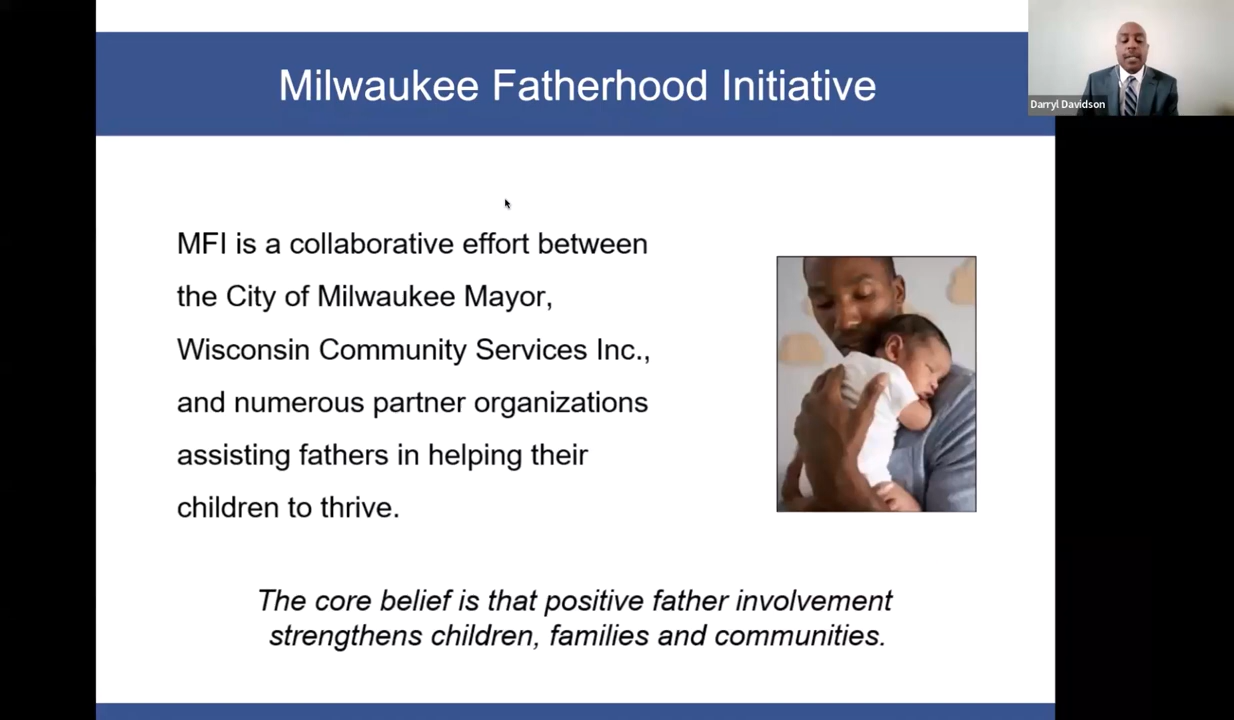 Milwaukee Fatherhood Initiative
Darryl Davidson
MFI is a collaborative effort between
the City of Milwaukee Mayor,
Wisconsin Community Services Inc.,
and numerous partner organizations
assisting fathers in helping their
children to thrive.
The core belief is that positive father involvement
strengthens children, families and communities.